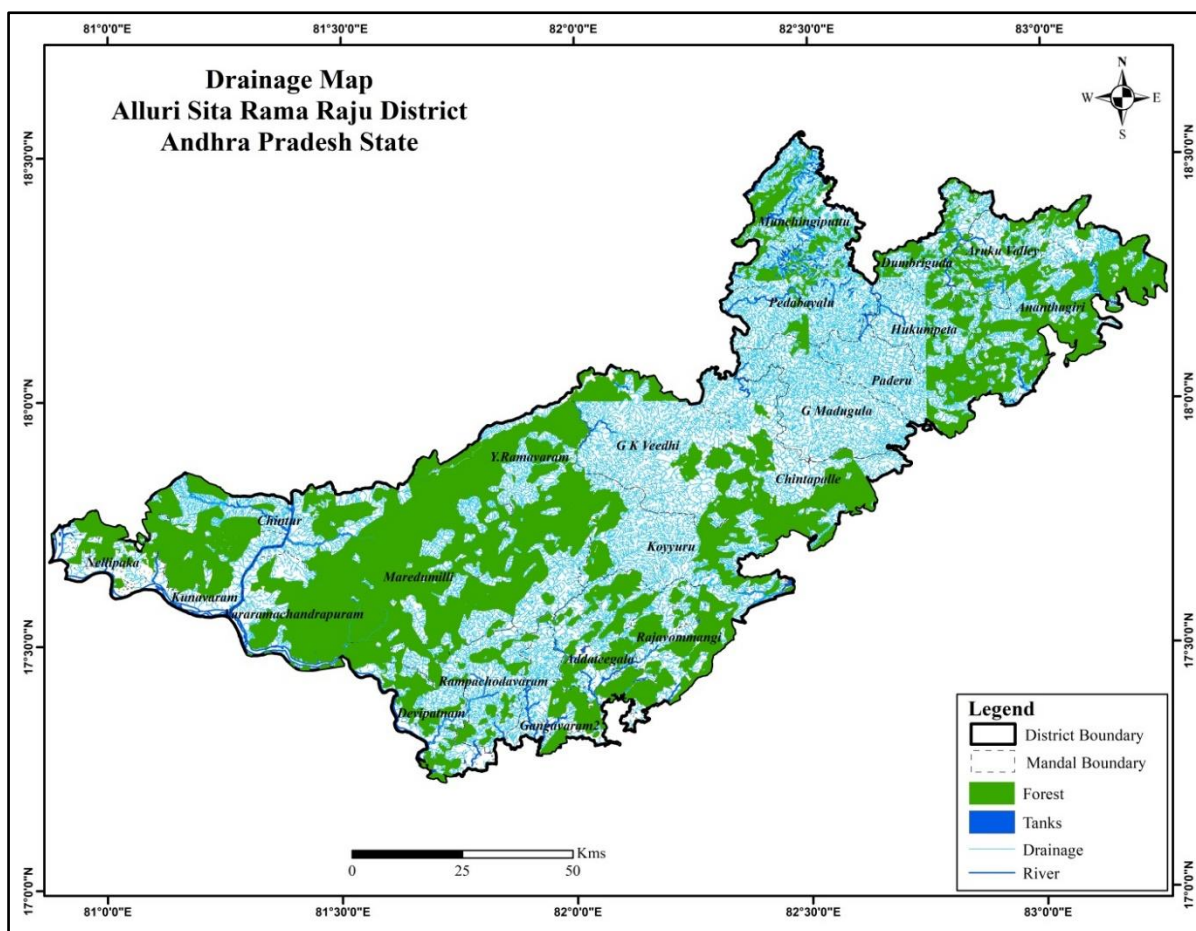 81°0'0"E 81°30'0"E 82°0'0"E 82°30'0"E 83°0'0"E
Drainage Map
Alluri Sita Rama Raju District
Andhra Pradesh State
N
W E
S
18°30'0"N 18°30'0"N
Munchingiputtu
Aruku Valley
Dumbriguda
Pedabayalu
Ananthagiri
Hukumpeta
Paderu
18°0'0"N 18°0'0"N
G Madugula
G K Veedhi
Y.Ramavaram
Chintapalle
Chintur
Koyyuru
Nellipaka
Maredumilli
Kunavaram
Vararamachandrapuram
Rajavommangi
17°30'0"N 17°30'0"N
Addateegala
Rampachodavaram
Devipatnam
Gangavaram2
Legend
District Boundary
Mandal Boundary
Forest
Tanks
Drainage
River
Kms
0 25 50
17°0'0"N 17°0'0"N
81°0'0"E 81°30'0"E 82°0'0"E 82°30'0"E 83°0'0"E